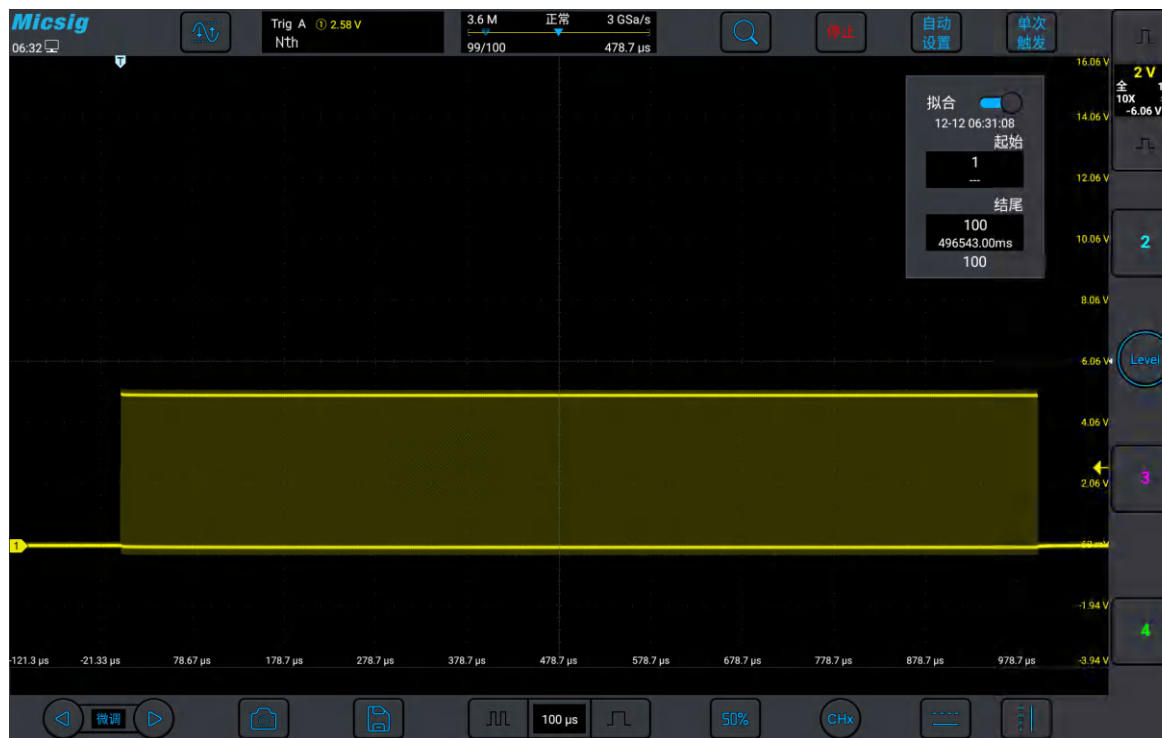 Micsig
06:32
Trig A ① 2.58 V
Nth
3.6 M 正常 3 GSa/s
99/100 478.7 µs
停止
自动
设置
单次
触发
T
16.06 V
14.06 V
12.06 V
10.06 V
8.06 V
6.06 V
4.06 V
2.06 V
-1.94 V
-3.94 V
拟合
12-12 06:31:08
起始
1
---
结尾
100
496543.00ms
100
2 V
全 1
10X
-6.06 V
2
Level
3
4
1
-121.3 µs -21.33 µs 78.67 µs 178.7 µs 278.7 µs 378.7 µs 478.7 µs 578.7 µs 678.7 µs 778.7 µs 878.7 µs 978.7 µs
微调
100 µs
50%
CHx